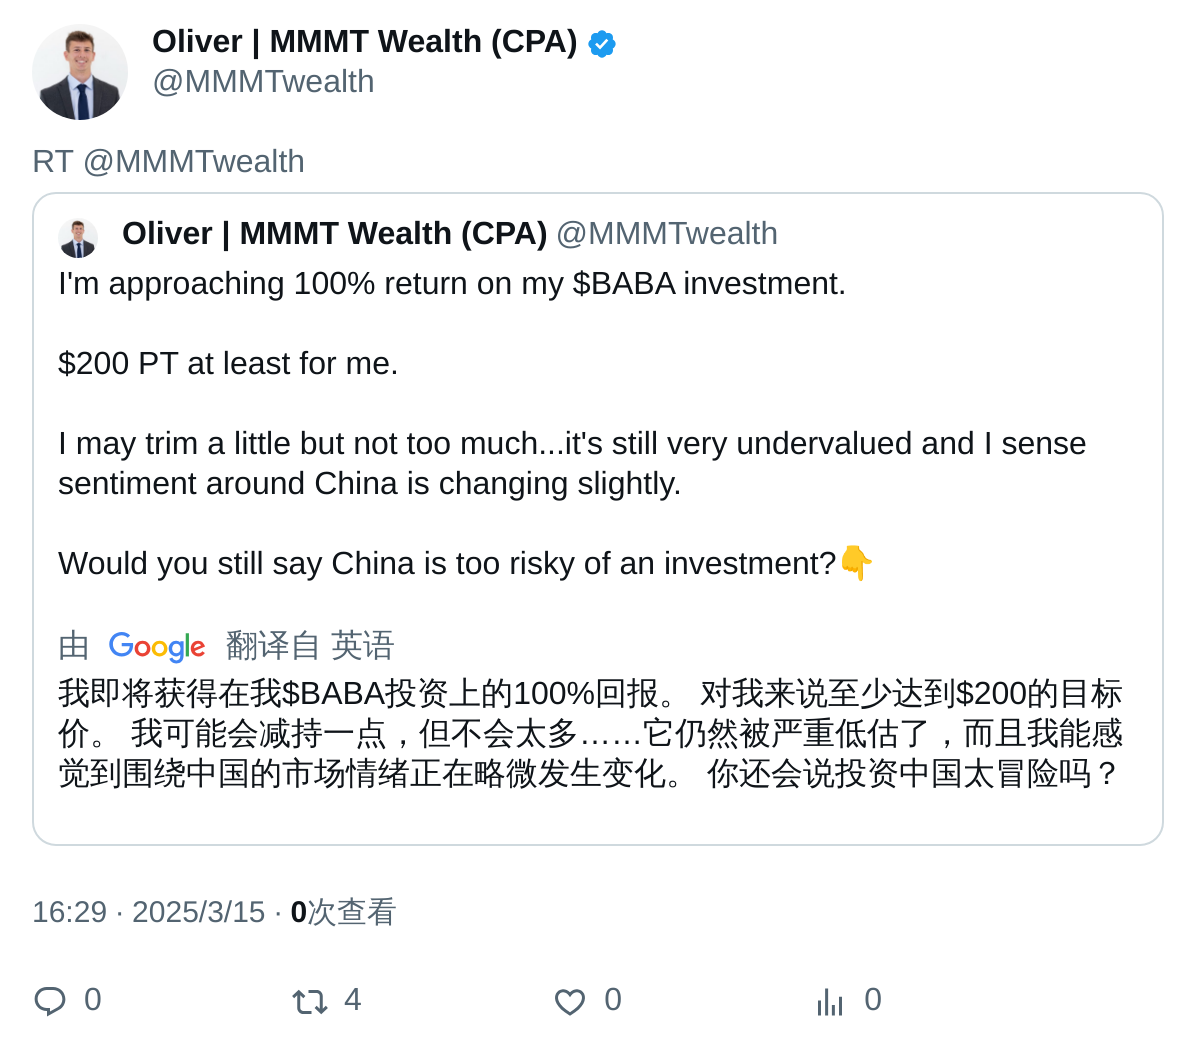 Oliver | MMMT Wealth (CPA)
@MMMTwealth
RT @MMMTwealth
Oliver | MMMT Wealth (CPA) @MMMTwealth
I'm approaching 100% return on my $BABA investment.
$200 PT at least for me.
I may trim a little but not too much...it's still very undervalued and I sense
sentiment around China is changing slightly.
Would you still say China is too risky of an investment?👇
由 Google 翻译自 英语
我即将获得在我$BABA投资上的100%回报。 对我来说至少达到$200的目标
价。 我可能会减持一点，但不会太多……它仍然被严重低估了，而且我能感
觉到围绕中国的市场情绪正在略微发生变化。 你还会说投资中国太冒险吗？
16:29 · 2025/3/15 · 0次查看
0 4 0 0